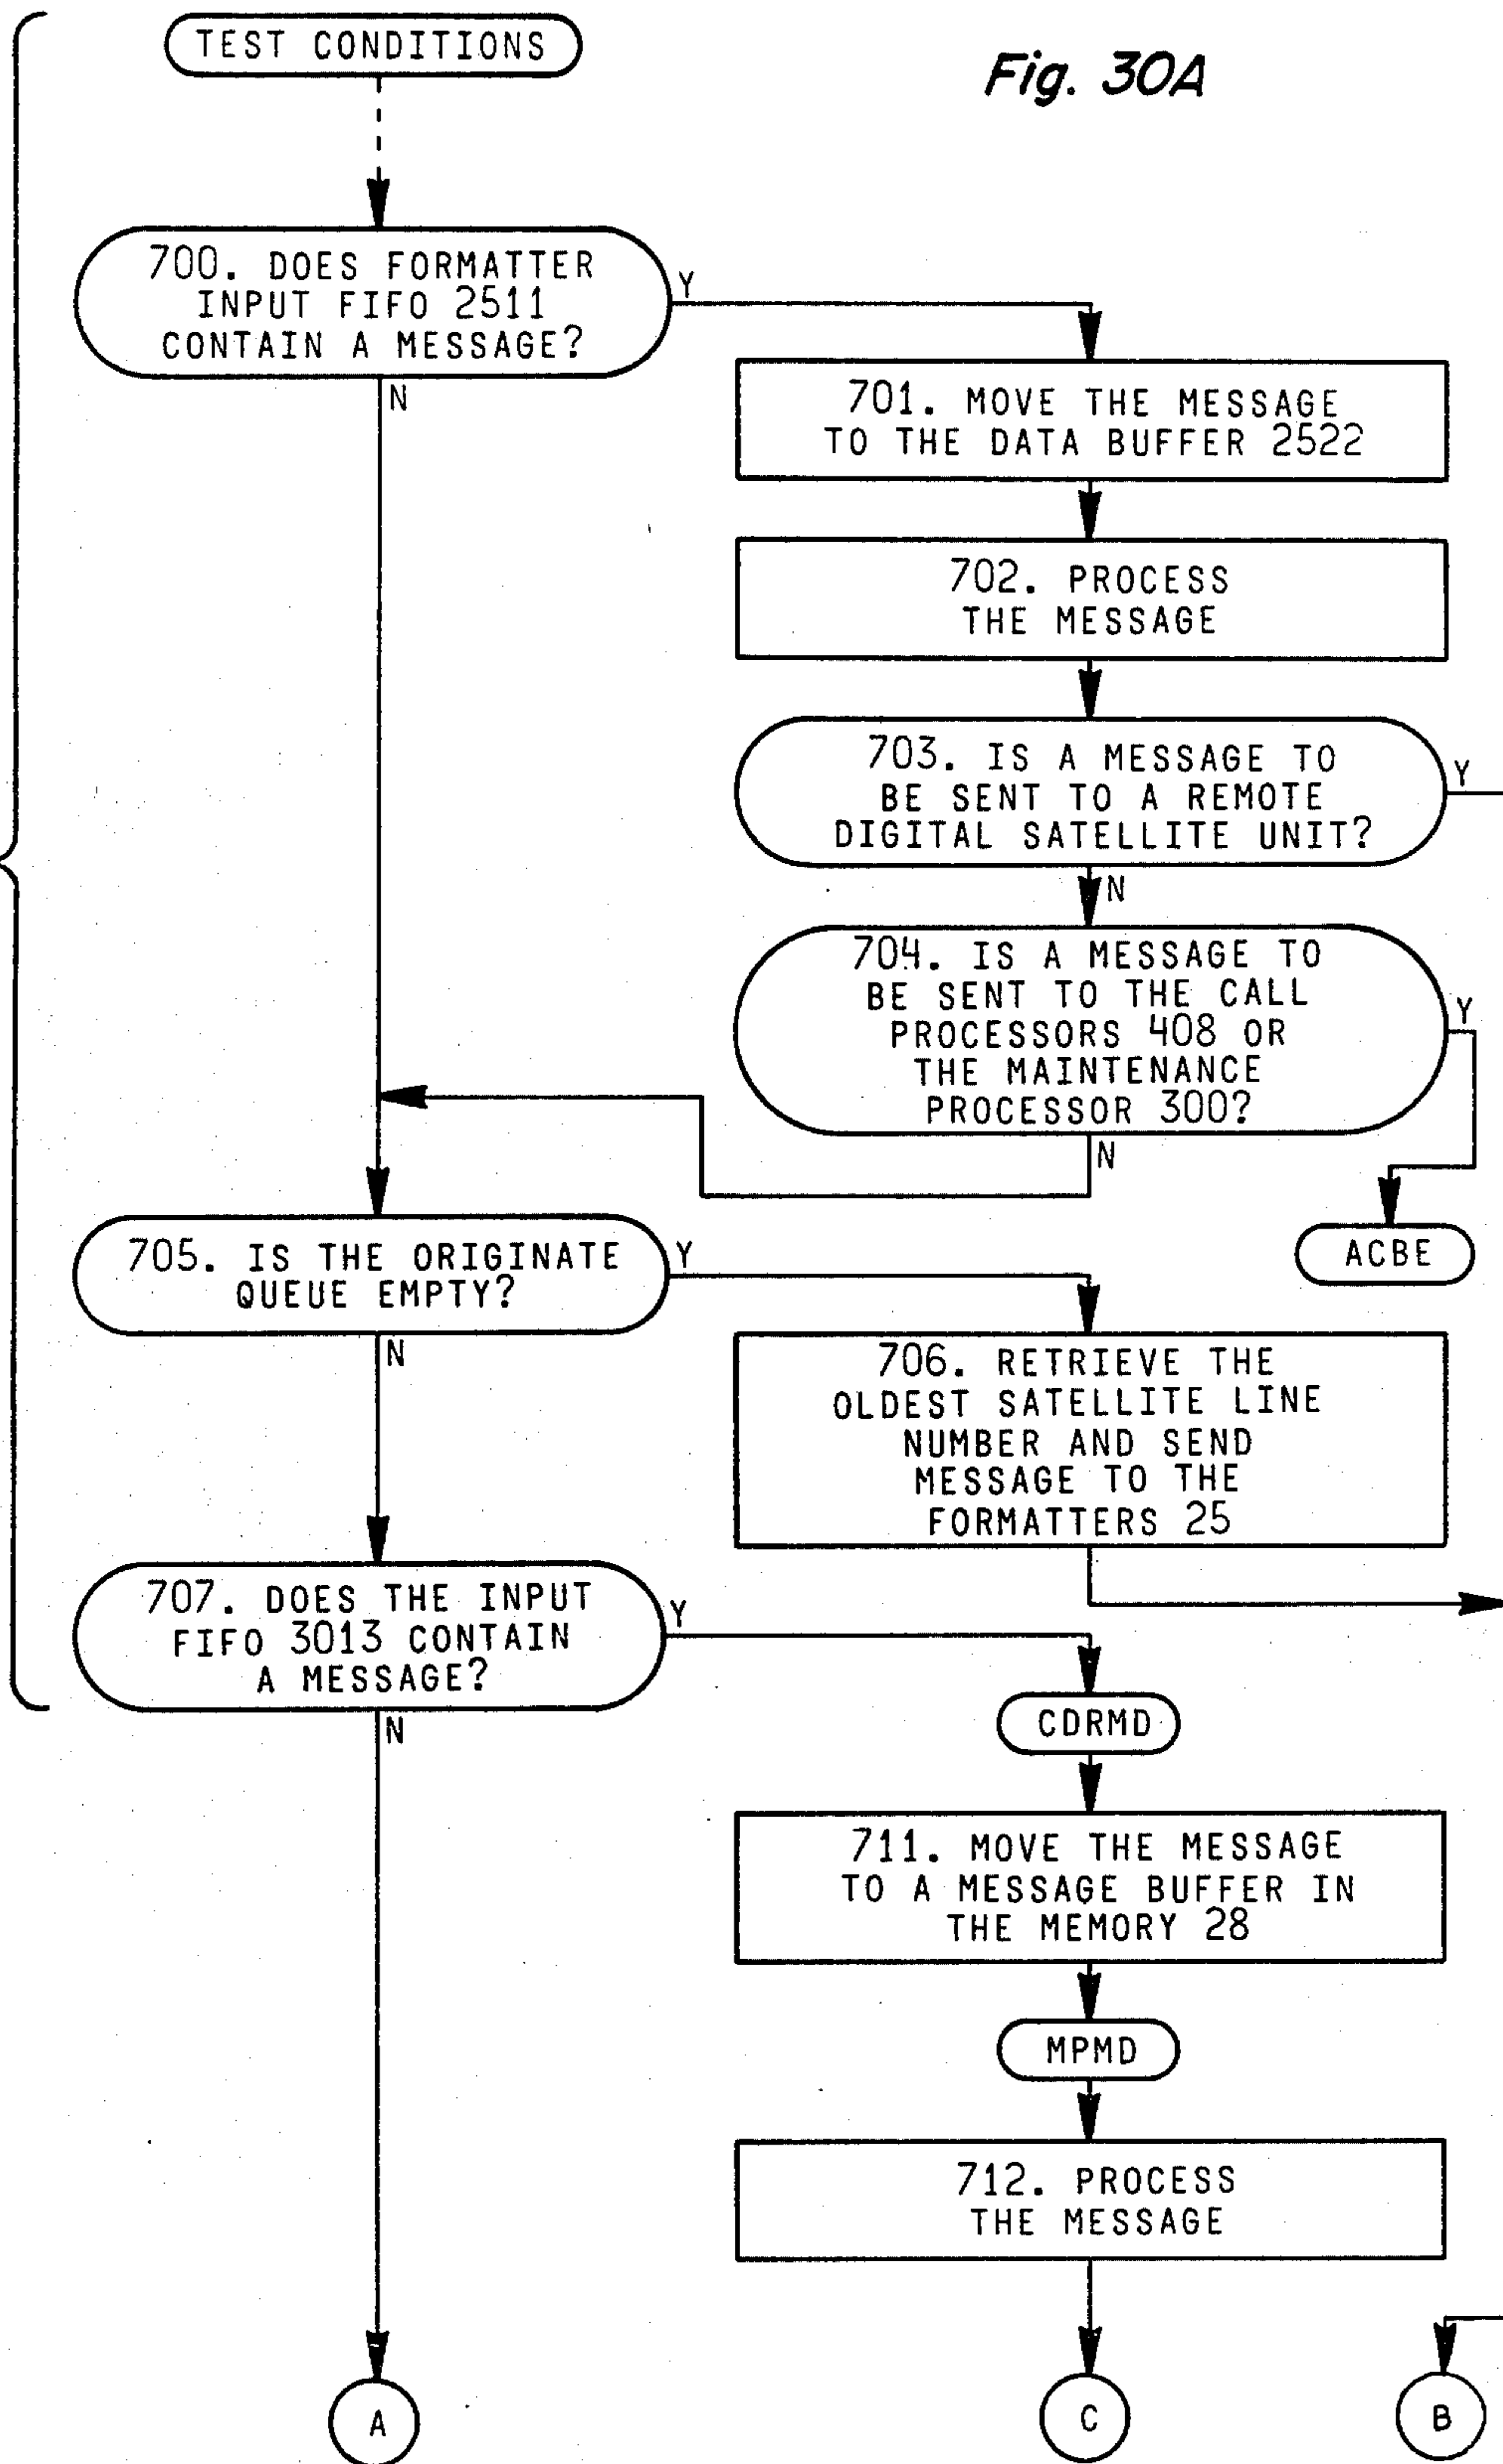 TEST CONDITIONS
Fig. 30A
700. DOES FORMATTER
INPUT FIFO 2511
CONTAIN A MESSAGE?
Y
N
701. MOVE THE MESSAGE
TO THE DATA BUFFER 2522
702. PROCESS
THE MESSAGE
703. IS A MESSAGE TO
BE SENT TO A REMOTE
DIGITAL SATELLITE UNIT?
Y
N
704. IS A MESSAGE TO
BE SENT TO THE CALL
PROCESSORS 408 OR
THE MAINTENANCE
PROCESSOR 300?
Y
N
ACBE
705. IS THE ORIGINATE
QUEUE EMPTY?
Y
N
706. RETRIEVE THE
OLDEST SATELLITE LINE
NUMBER AND SEND
MESSAGE TO THE
FORMATTERS 25
707. DOES THE INPUT
FIFO 3013 CONTAIN
A MESSAGE?
Y
N
CDRMD
711. MOVE THE MESSAGE
TO A MESSAGE BUFFER IN
THE MEMORY 28
MPMD
712. PROCESS
THE MESSAGE
A
C
B